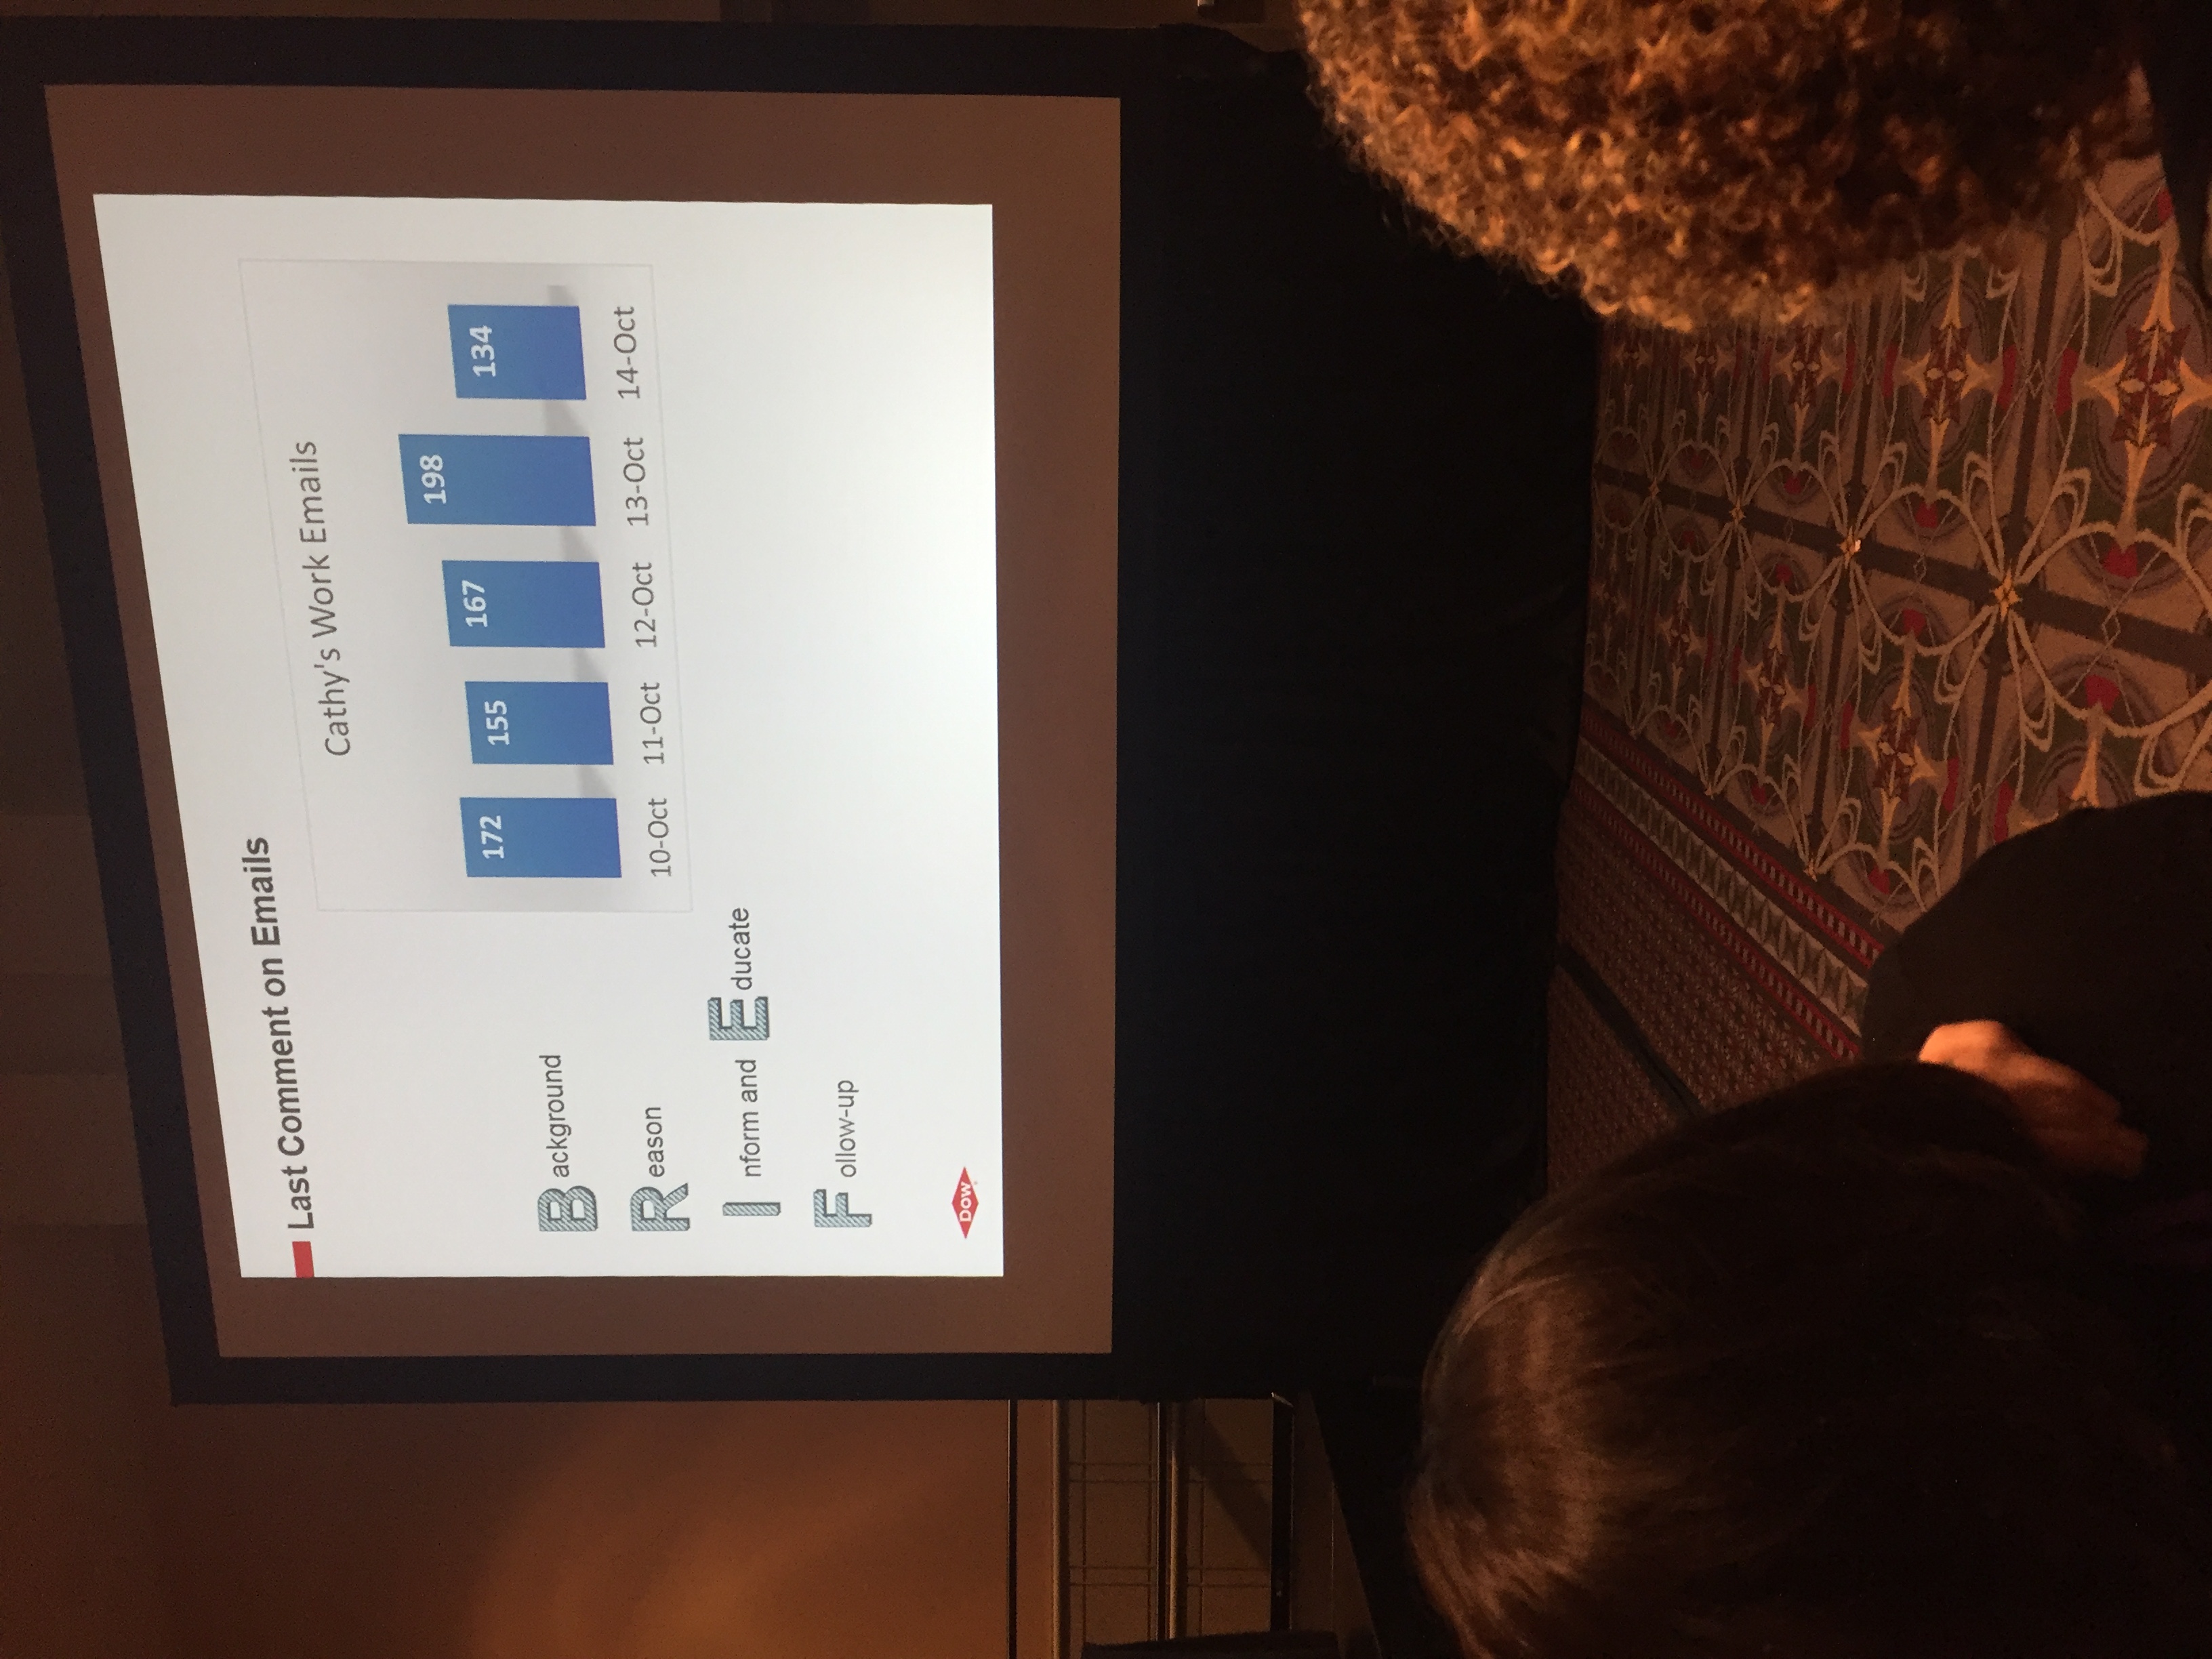 Last Comment on Emails
Cathy's Work Emails
172
155
167
198
134
10-Oct
11-Oct
12-Oct
13-Oct
14-Oct
Background
Reason
Inform and Educate
Follow-up
DOW